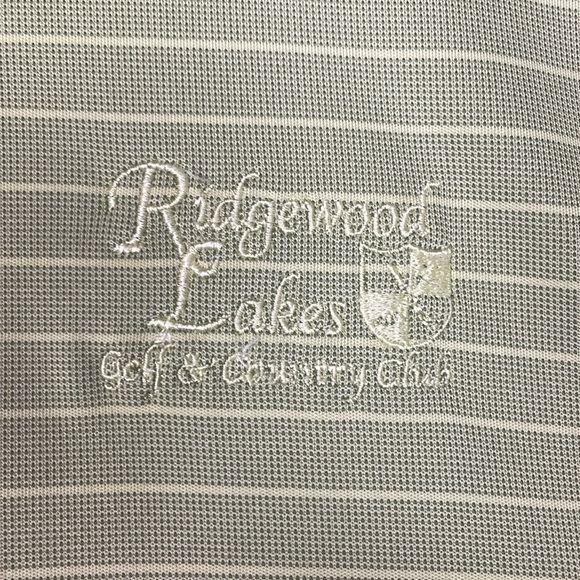 Ridgewood
Lakes
Golf & Country Club